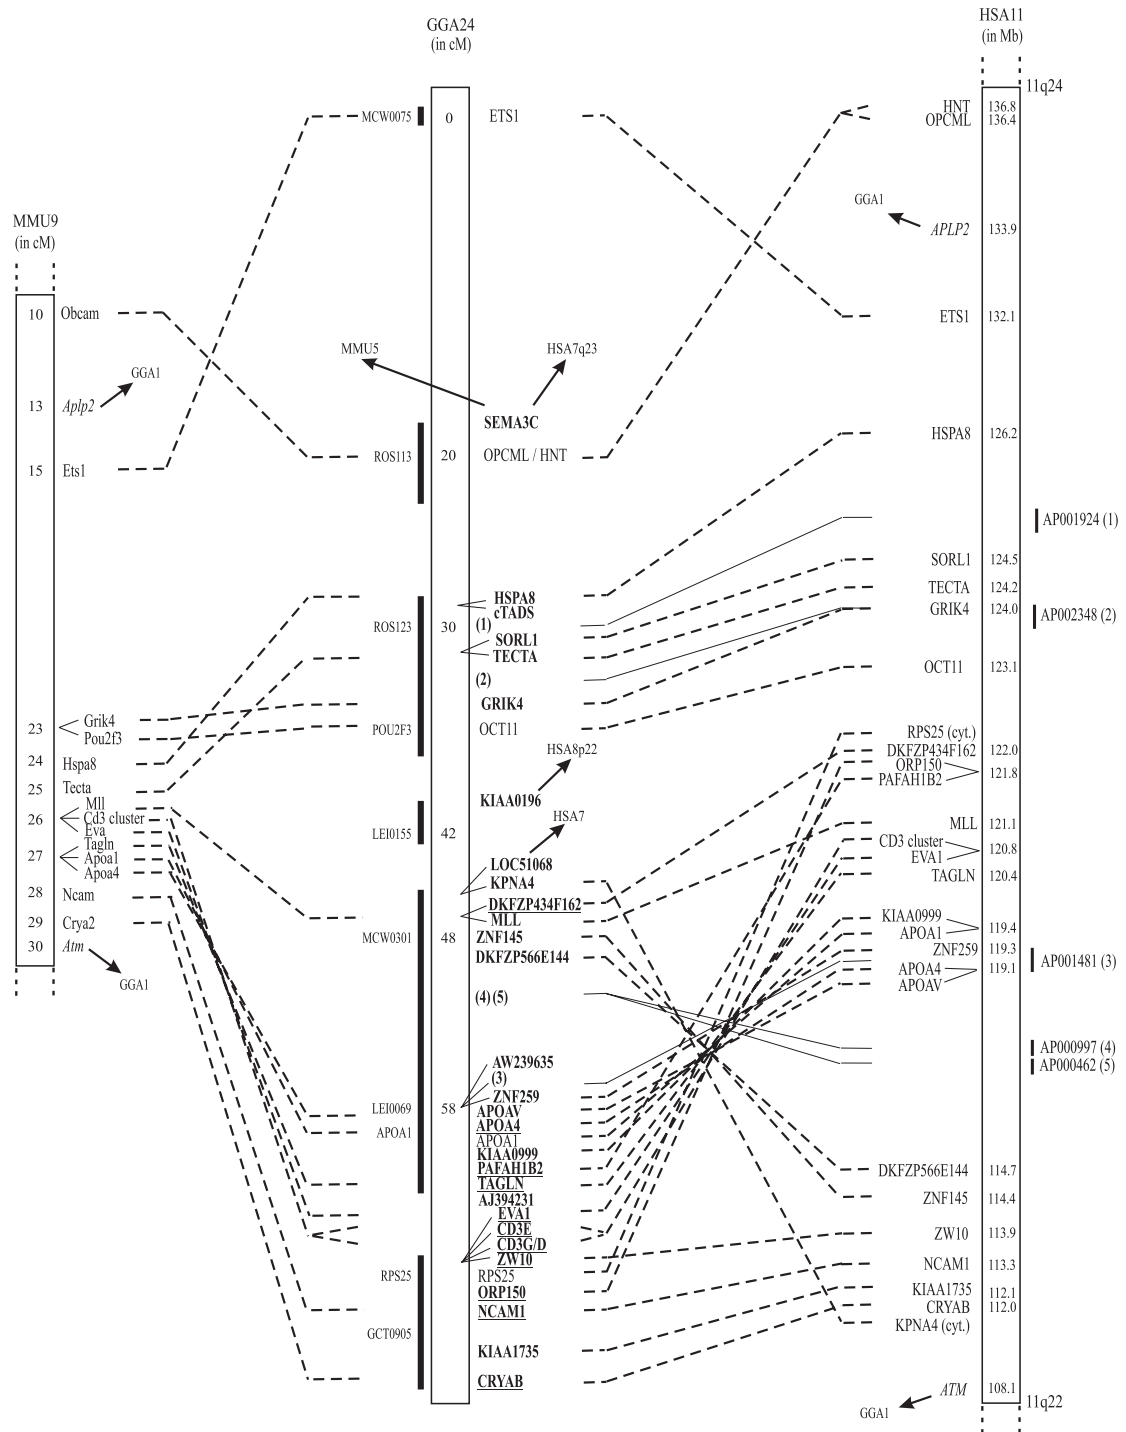 GGA24
(in cM)
HSA11
(in Mb)
MMU9
(in cM)
10 Obcam
GGA1
13 Aplp2
15 Ets1
23
Grik4
Pou2f3
24 Hspa8
25 Tecta
Mll
26 Cd3 cluster
Eva
Tagln
27 Apoa1
Apoa4
28 Ncam
29 Crya2
30 Atm
GGA1
MCW0075
ROS113
ROS123
POU2F3
LEI0155
MCW0301
LEI0069
APOA1
RPS25
GCT0905
0 ETS1
MMU5
HSA7q23
SEMA3C
20 OPCML / HNT
HSPA8
cTADS
30 (1)
SORL1
TECTA
(2)
GRIK4
OCT11
HSA8p22
KIAA0196
HSA7
42
LOC51068
KPNA4
DKFZP434F162
MLL
48 ZNF145
DKFZP566E144
(4) (5)
AW239635
(3)
ZNF259
58 APOAV
APOA4
APOA1
KIAA0999
PAFAH1B2
TAGLN
AJ394231
EVA1
CD3E
CD3G/D
ZW10
RPS25
ORP150
NCAM1
KIAA1735
CRYAB
11q24
HNT 136.8
OPCML 136.4
GGA1
APLP2 133.9
ETS1 132.1
HSPA8 126.2
AP001924 (1)
SORL1 124.5
TECTA 124.2
GRIK4 124.0
AP002348 (2)
OCT11 123.1
RPS25 (cyt.)
DKFZP434F162 122.0
ORP150
121.8
PAFAH1B2
MLL 121.1
CD3 cluster
120.8
EVA1
TAGLN 120.4
KIAA0999
119.4
APOA1
ZNF259 119.3
AP001481 (3)
APOA4 119.1
APOAV
AP000997 (4)
AP000462 (5)
DKFZP566E144 114.7
ZNF145 114.4
ZW10 113.9
NCAM1 113.3
KIAA1735 112.1
CRYAB 112.0
KPNA4 (cyt.)
ATM 108.1
GGA1
11q22